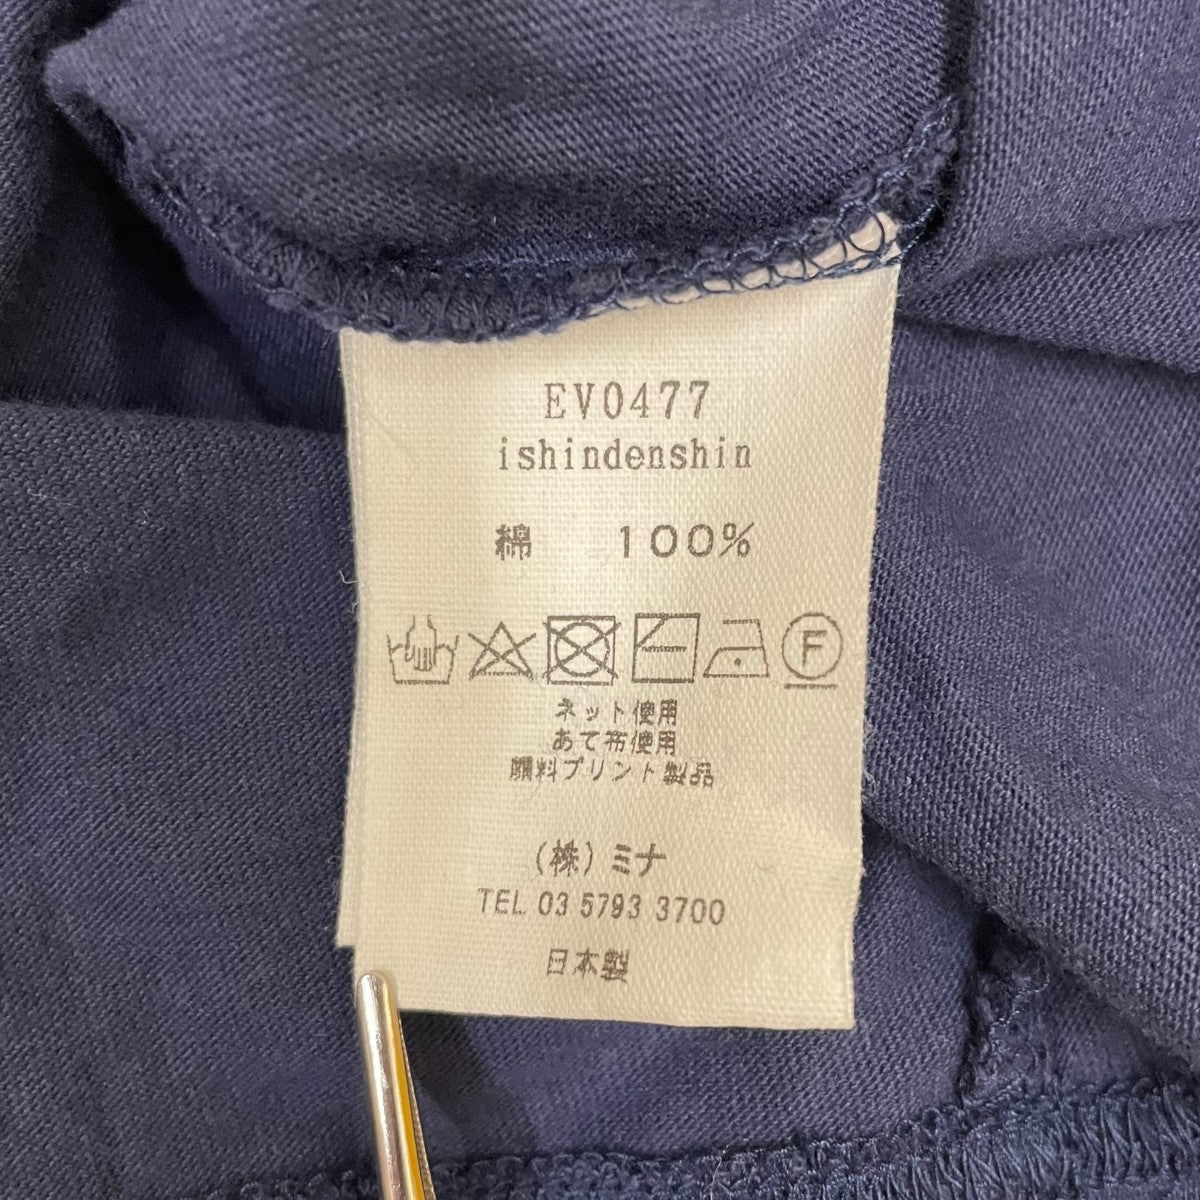 EV0477
ishindenshin
綿 100%
F
ネット使用
あて布使用
顔料プリント製品
(株)ミナ
TEL 03 5793 3700
日本製